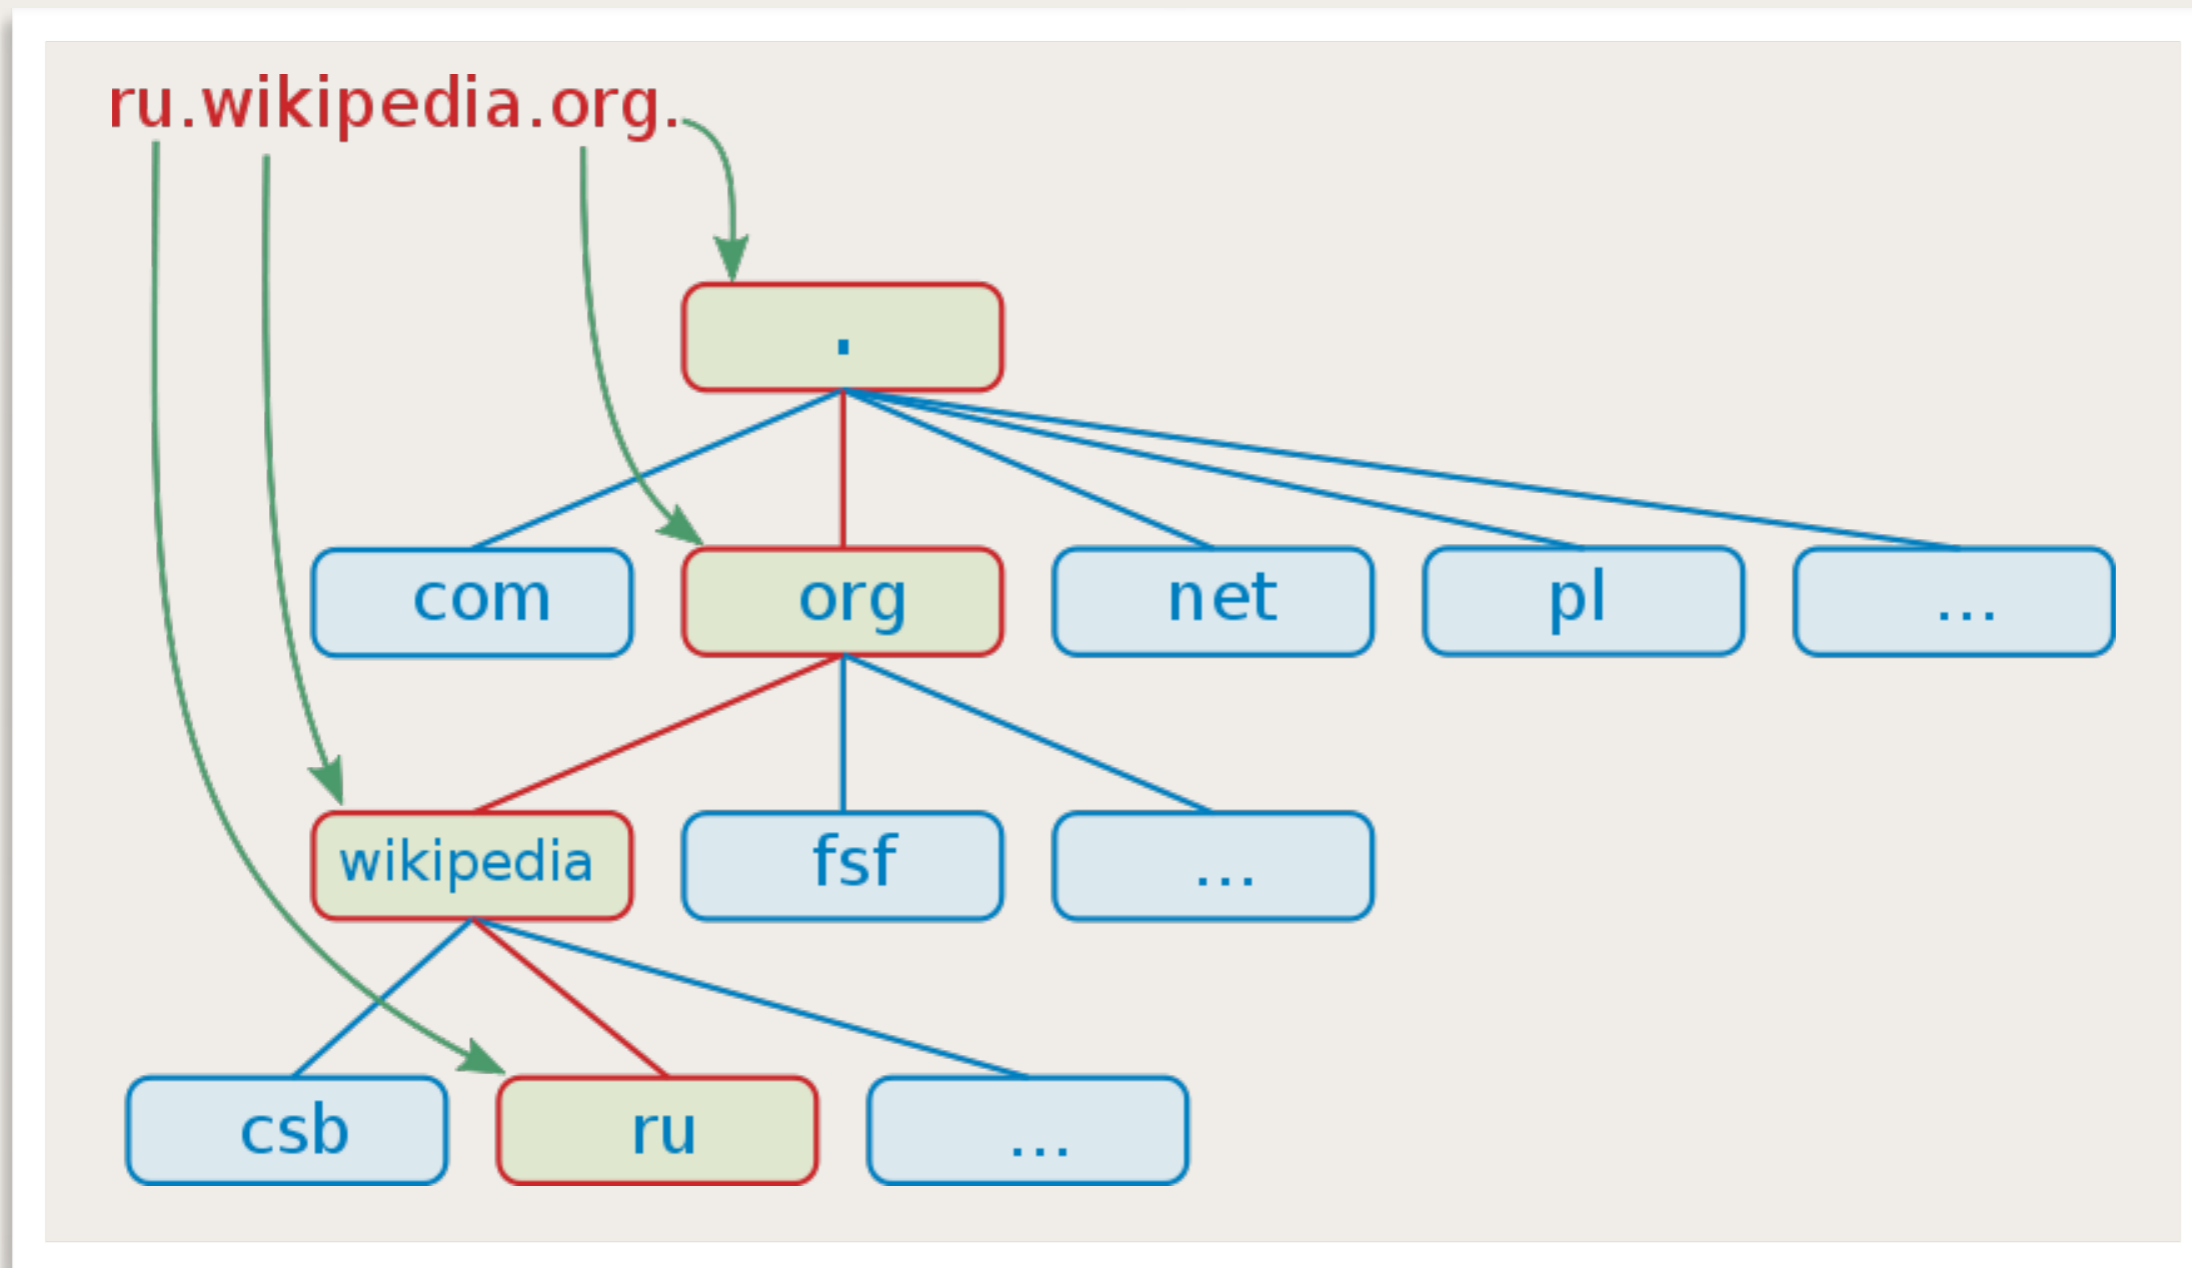 ru.wikipedia.org.
.
com org net pl ...
wikipedia fsf ...
csb ru ...